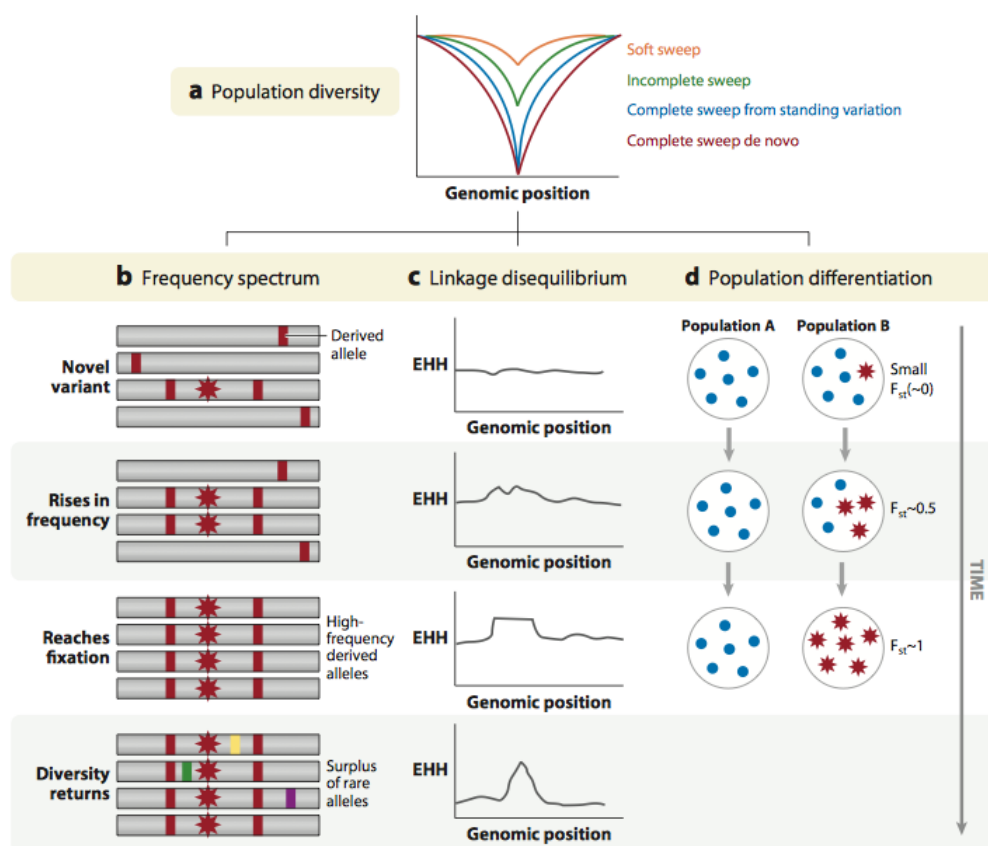 a Population diversity
Soft sweep
Incomplete sweep
Complete sweep from standing variation
Complete sweep de novo
Genomic position
b Frequency spectrum
c Linkage disequilibrium
d Population differentiation
Novel
variant
Derived
allele
EHH
Genomic position
Population A
Population B
Small
Fst(~0)
Rises in
frequency
EHH
Genomic position
Fst~0.5
Reaches
fixation
High-
frequency
derived
alleles
EHH
Genomic position
Fst~1
Diversity
returns
Surplus
of rare
alleles
EHH
Genomic position
TIME